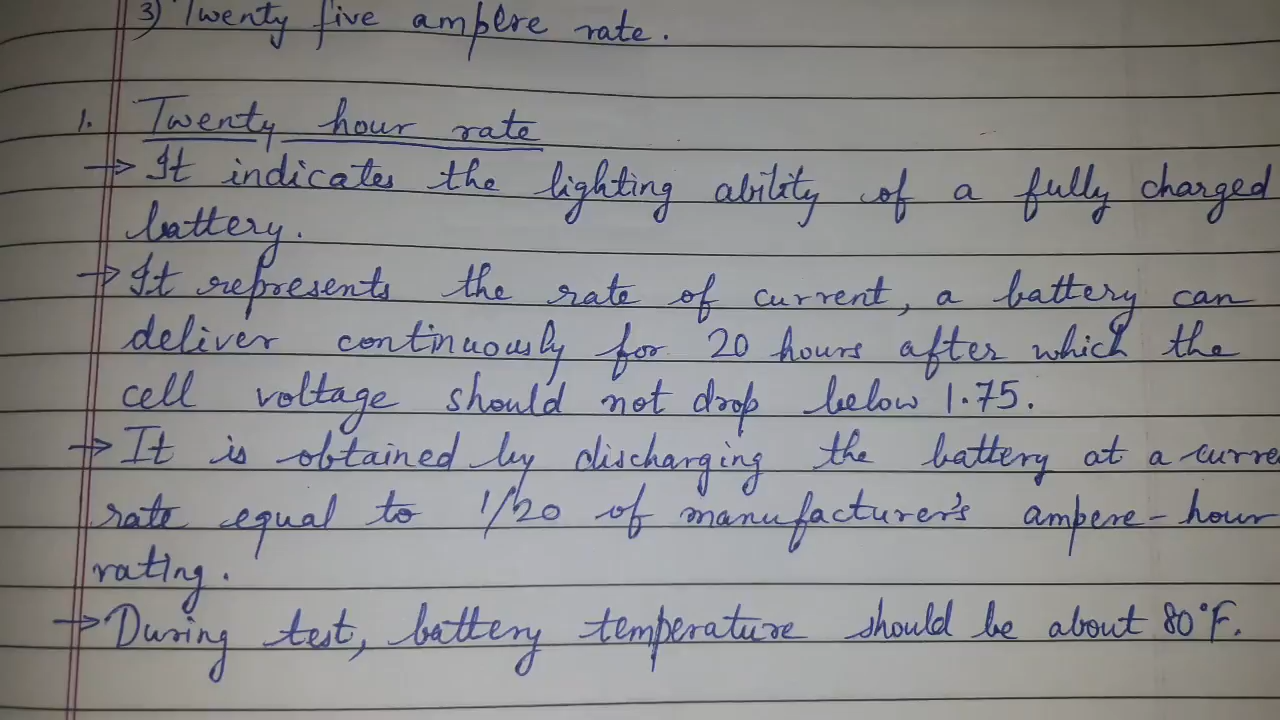 3) Twenty five ampere rate.
1. Twenty hour rate
→ It indicates the lighting ability of a fully charged
battery.
→ It represents the rate of current, a battery can
deliver continuously for 20 hours after which the
cell voltage should not drop below 1.75.
→ It is obtained by discharging the battery at a curre
rate equal to 1/20 of manufacturer's ampere-hour
rating.
→ During test, battery temperature should be about 80°F.